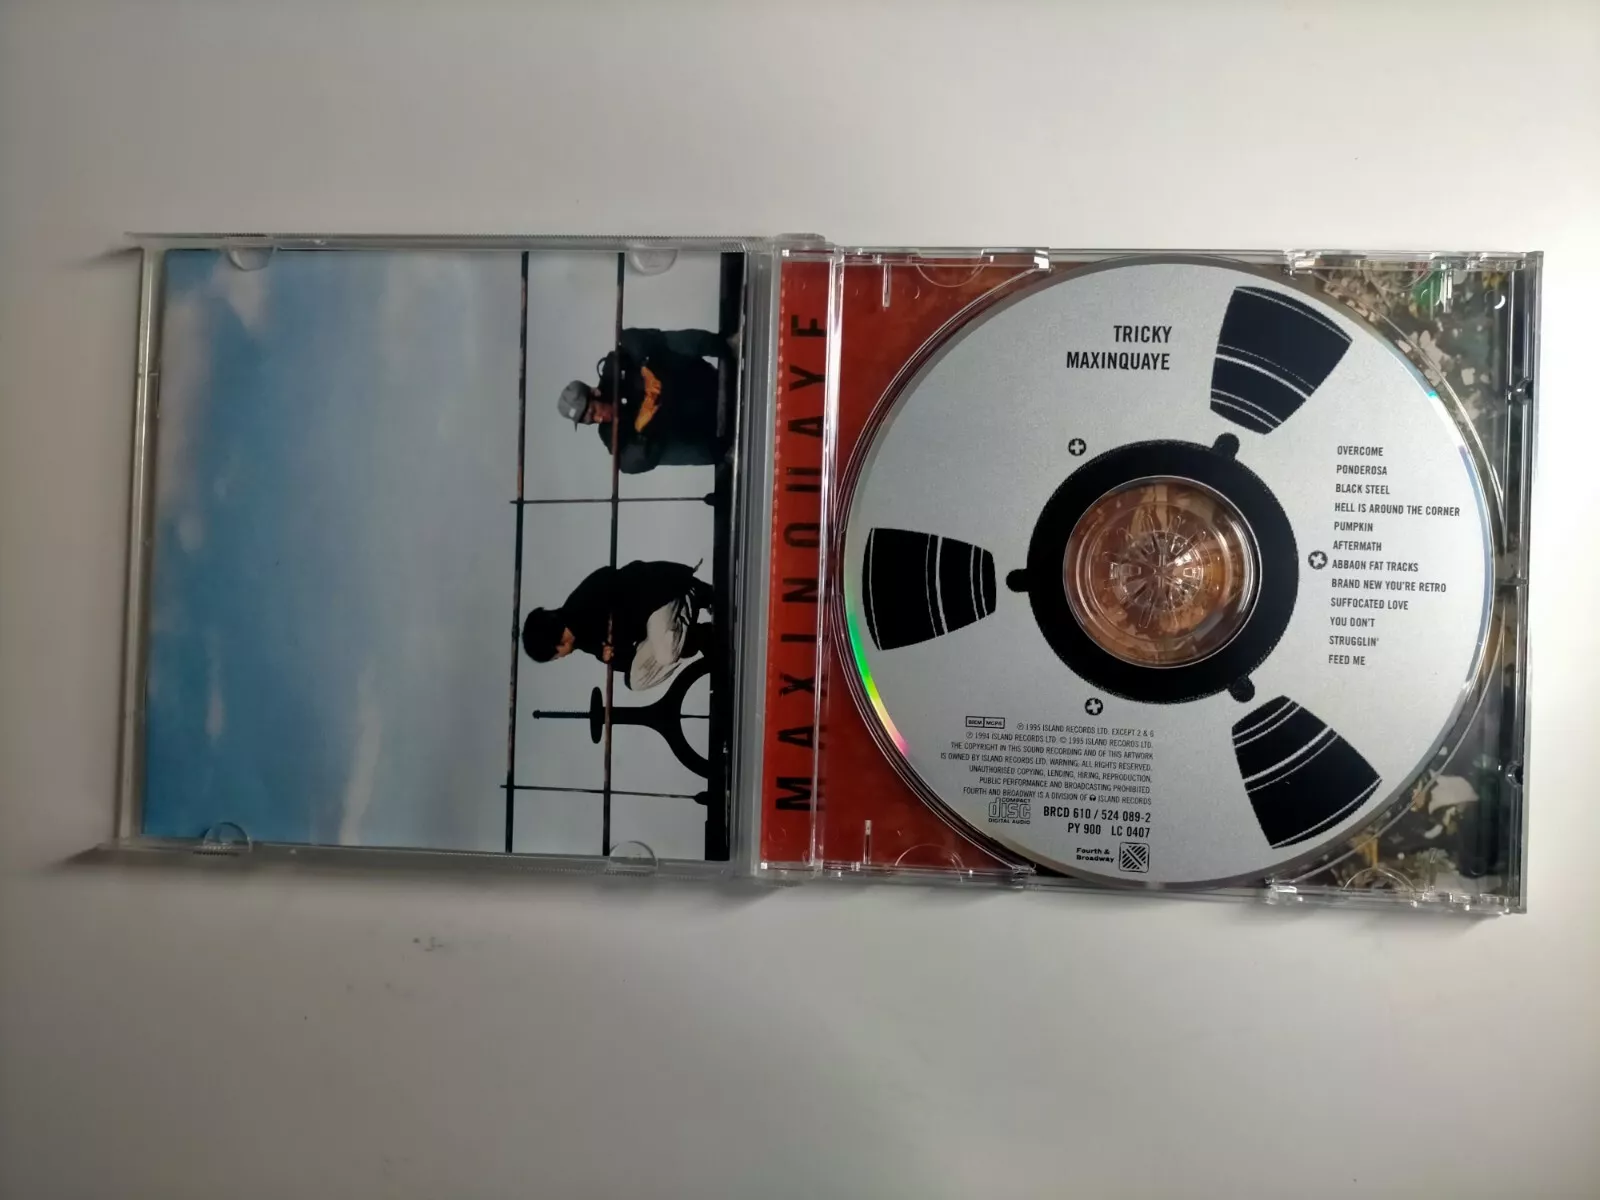 MAXINQUAYE
TRICKY
MAXINQUAYE
OVERCOME
PONDEROSA
BLACK STEEL
HELL IS AROUND THE CORNER
PUMPKIN
AFTERMATH
ABBAON FAT TRACKS
BRAND NEW YOU'RE RETRO
SUFFOCATED LOVE
YOU DON'T
STRUGGLIN'
FEED ME
BIEM MCPS ℗ 1995 ISLAND RECORDS LTD. EXCEPT 2 & 6
℗ 1994 ISLAND RECORDS LTD. © 1995 ISLAND RECORDS LTD.
THE COPYRIGHT IN THIS SOUND RECORDING AND OF THIS ARTWORK
IS OWNED BY ISLAND RECORDS LTD. WARNING: ALL RIGHTS RESERVED.
UNAUTHORISED COPYING, LENDING, HIRING, REPRODUCTION,
PUBLIC PERFORMANCE AND BROADCASTING PROHIBITED.
FOURTH AND BROADWAY IS A DIVISION OF ISLAND RECORDS
COMPACT
disc
DIGITAL AUDIO
BRCD 610 / 524 089-2
PY 900 LC 0407
Fourth &
Broadway